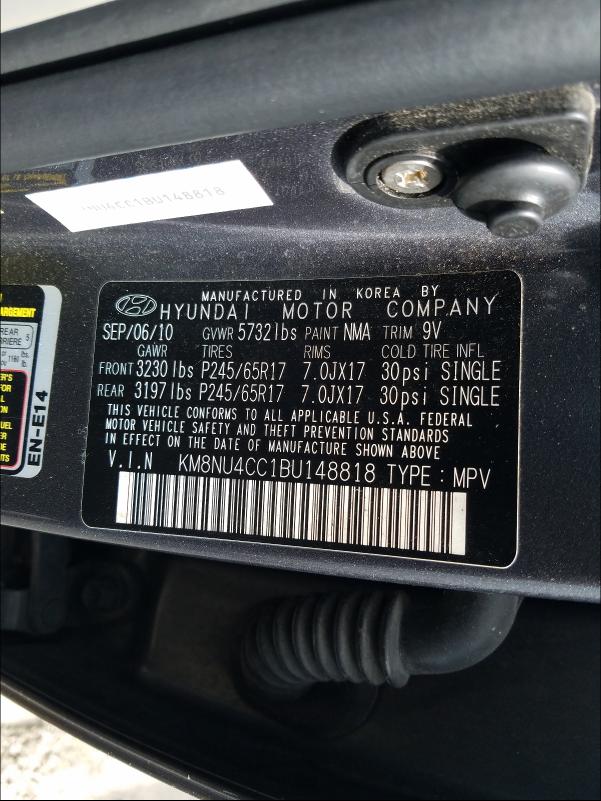 NU4CC1BU148818
MANUFACTURED IN KOREA BY
HYUNDAI MOTOR COMPANY
SEP/06/10 GVWR 5732lbs PAINT NMA TRIM 9V
GAWR TIRES RIMS COLD TIRE INFL
FRONT 3230lbs P245/65R17 7.0JX17 30psi SINGLE
REAR 3197lbs P245/65R17 7.0JX17 30psi SINGLE
THIS VEHICLE CONFORMS TO ALL APPLICABLE U.S.A. FEDERAL
MOTOR VEHICLE SAFETY AND THEFT PREVENTION STANDARDS
IN EFFECT ON THE DATE OF MANUFACTURE SHOWN ABOVE
V.I.N KM8NU4CC1BU148818 TYPE : MPV
REAR
EN-E14